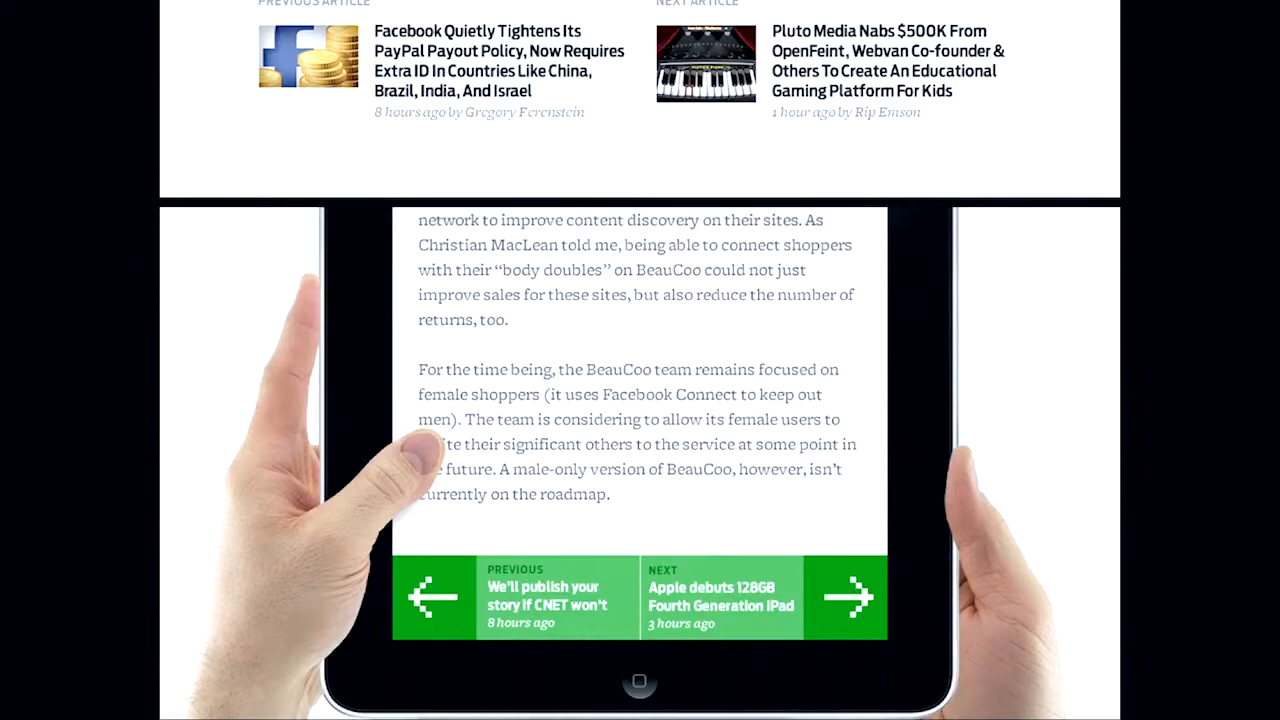 PREVIOUS ARTICLE
Facebook Quietly Tightens Its
PayPal Payout Policy, Now Requires
Extra ID In Countries Like China,
Brazil, India, And Israel
8 hours ago by Gregory Ferenstein
NEXT ARTICLE
Pluto Media Nabs $500K From
OpenFeint, Webvan Co-founder &
Others To Create An Educational
Gaming Platform For Kids
1 hour ago by Rip Emson
network to improve content discovery on their sites. As
Christian MacLean told me, being able to connect shoppers
with their “body doubles” on BeauCoo could not just
improve sales for these sites, but also reduce the number of
returns, too.
For the time being, the BeauCoo team remains focused on
female shoppers (it uses Facebook Connect to keep out
men). The team is considering to allow its female users to
their significant others to the service at some point in
future. A male-only version of BeauCoo, however, isn’t
currently on the roadmap.
PREVIOUS
We’ll publish your
story if CNET won’t
8 hours ago
NEXT
Apple debuts 128GB
Fourth Generation iPad
3 hours ago